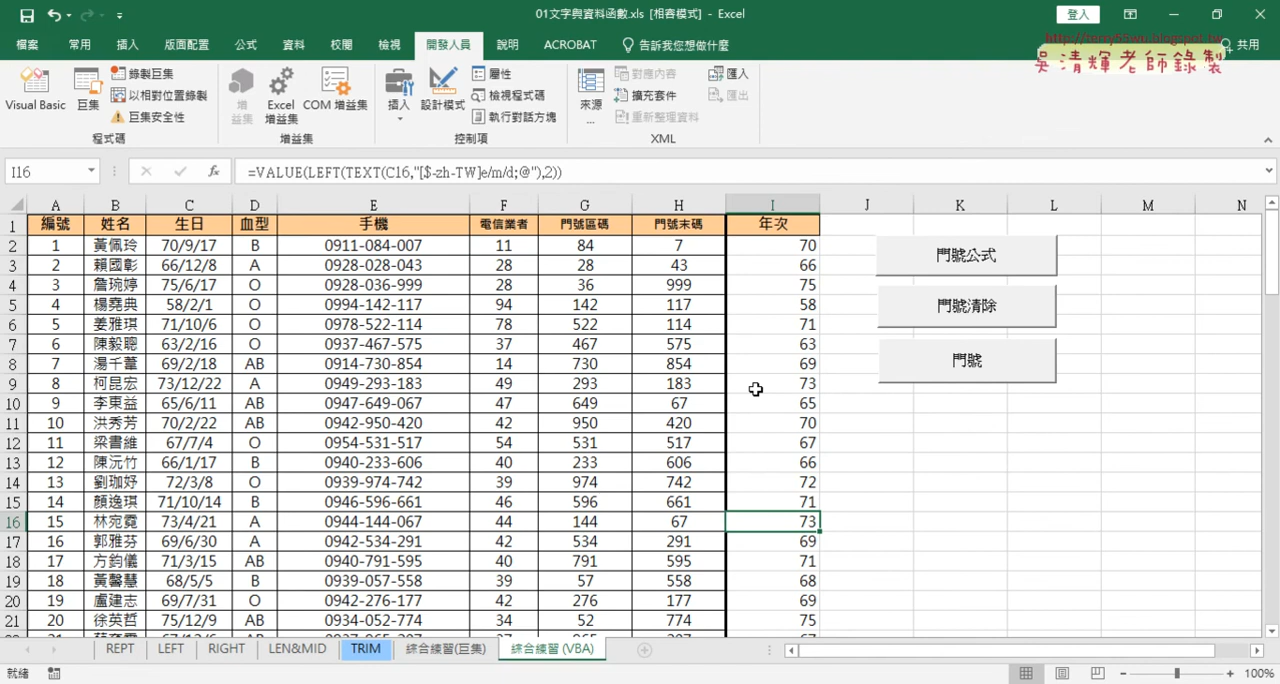 01文字與資料函數.xls [相容模式] - Excel
登入
http://terry55wu.blogspot.tw
吳清輝老師錄製
檔案 常用 插入 版面配置 公式 資料 校閱 檢視 開發人員 說明 ACROBAT 告訴我您想做什麼 共用
Visual Basic 巨集 錄製巨集 以相對位置錄製 巨集安全性
程式碼
增益集 Excel 增益集 COM 增益集
增益集
插入 設計模式 屬性 檢視程式碼 執行對話方塊
控制項
來源... 對應內容 擴充套件 重新整理資料 匯入 匯出
XML
I16 fx =VALUE(LEFT(TEXT(C16,"[$-zh-TW]e/m/d;@"),2))
A B C D E F G H I J K L M N
1 編號 姓名 生日 血型 手機 電信業者 門號區碼 門號末碼 年次
2 1 黃佩玲 70/9/17 B 0911-084-007 11 84 7 70
3 2 賴國彰 66/12/8 A 0928-028-043 28 28 43 66
4 3 詹琬婷 75/6/17 O 0928-036-999 28 36 999 75
5 4 楊堯典 58/2/1 O 0994-142-117 94 142 117 58
6 5 姜雅琪 71/10/6 O 0978-522-114 78 522 114 71
7 6 陳毅聰 63/2/16 O 0937-467-575 37 467 575 63
8 7 湯千葦 69/2/18 AB 0914-730-854 14 730 854 69
9 8 柯昆宏 73/12/22 A 0949-293-183 49 293 183 73
10 9 李東益 65/6/11 AB 0947-649-067 47 649 67 65
11 10 洪秀芳 70/2/22 AB 0942-950-420 42 950 420 70
12 11 梁書維 67/7/4 O 0954-531-517 54 531 517 67
13 12 陳沅竹 66/1/17 B 0940-233-606 40 233 606 66
14 13 劉珈妤 72/3/8 O 0939-974-742 39 974 742 72
15 14 顏逸琪 71/10/14 B 0946-596-661 46 596 661 71
16 15 林宛霓 73/4/21 A 0944-144-067 44 144 67 73
17 16 郭雅芬 69/6/30 A 0942-534-291 42 534 291 69
18 17 方鈞儀 71/3/15 AB 0940-791-595 40 791 595 71
19 18 黃馨慧 68/5/5 B 0939-057-558 39 57 558 68
20 19 盧建志 69/7/31 O 0942-276-177 42 276 177 69
21 20 徐英哲 75/12/9 AB 0934-052-774 34 52 774 75
門號公式
門號清除
門號
REPT LEFT RIGHT LEN&MID TRIM 綜合練習(巨集) 綜合練習 (VBA)
就緒 100%